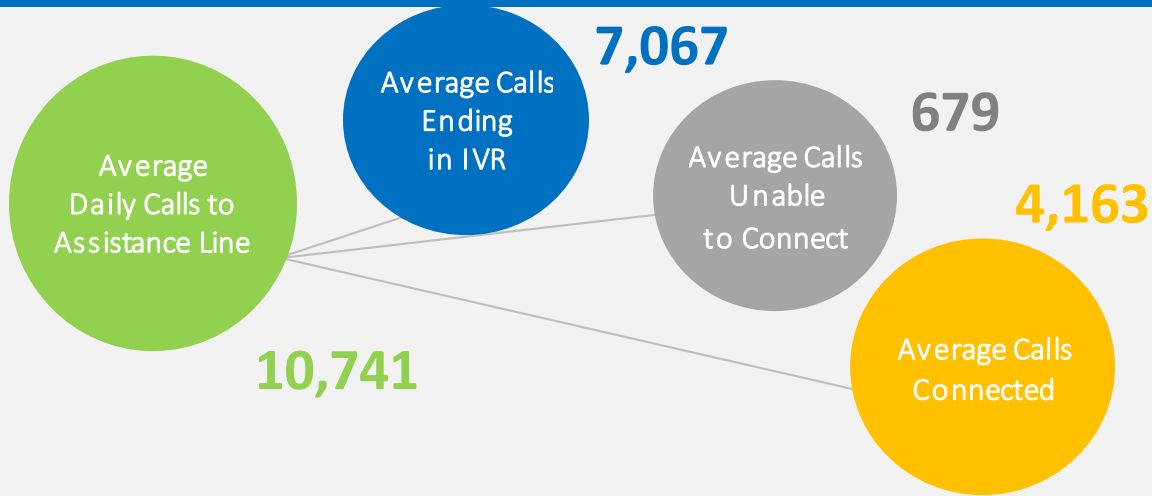 Average
Daily Calls to
Assistance Line
10,741
Average Calls
Ending
in IVR
7,067
Average Calls
Unable
to Connect
679
Average Calls
Connected
4,163